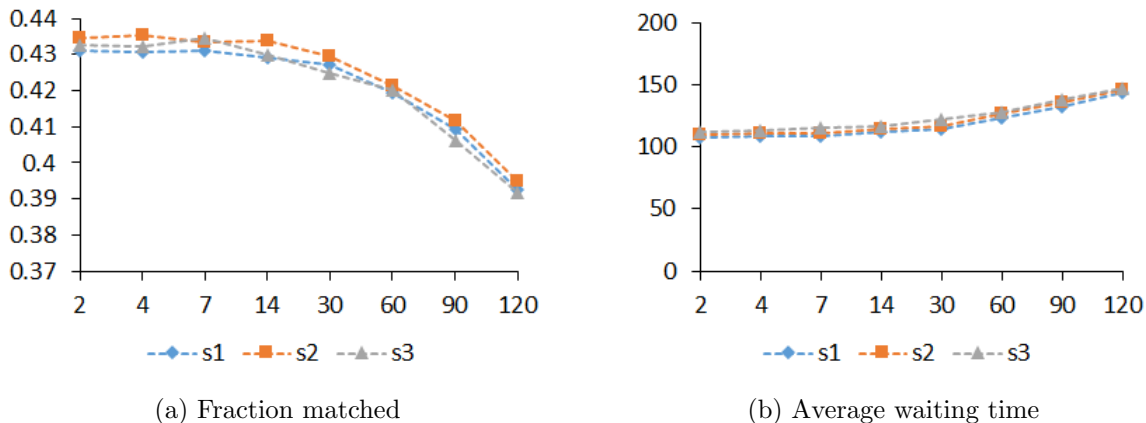 0.44
0.43
0.42
0.41
0.4
0.39
0.38
0.37
2 4 7 14 30 60 90 120
s1 s2 s3
(a) Fraction matched
200
150
100
50
0
2 4 7 14 30 60 90 120
s1 s2 s3
(b) Average waiting time